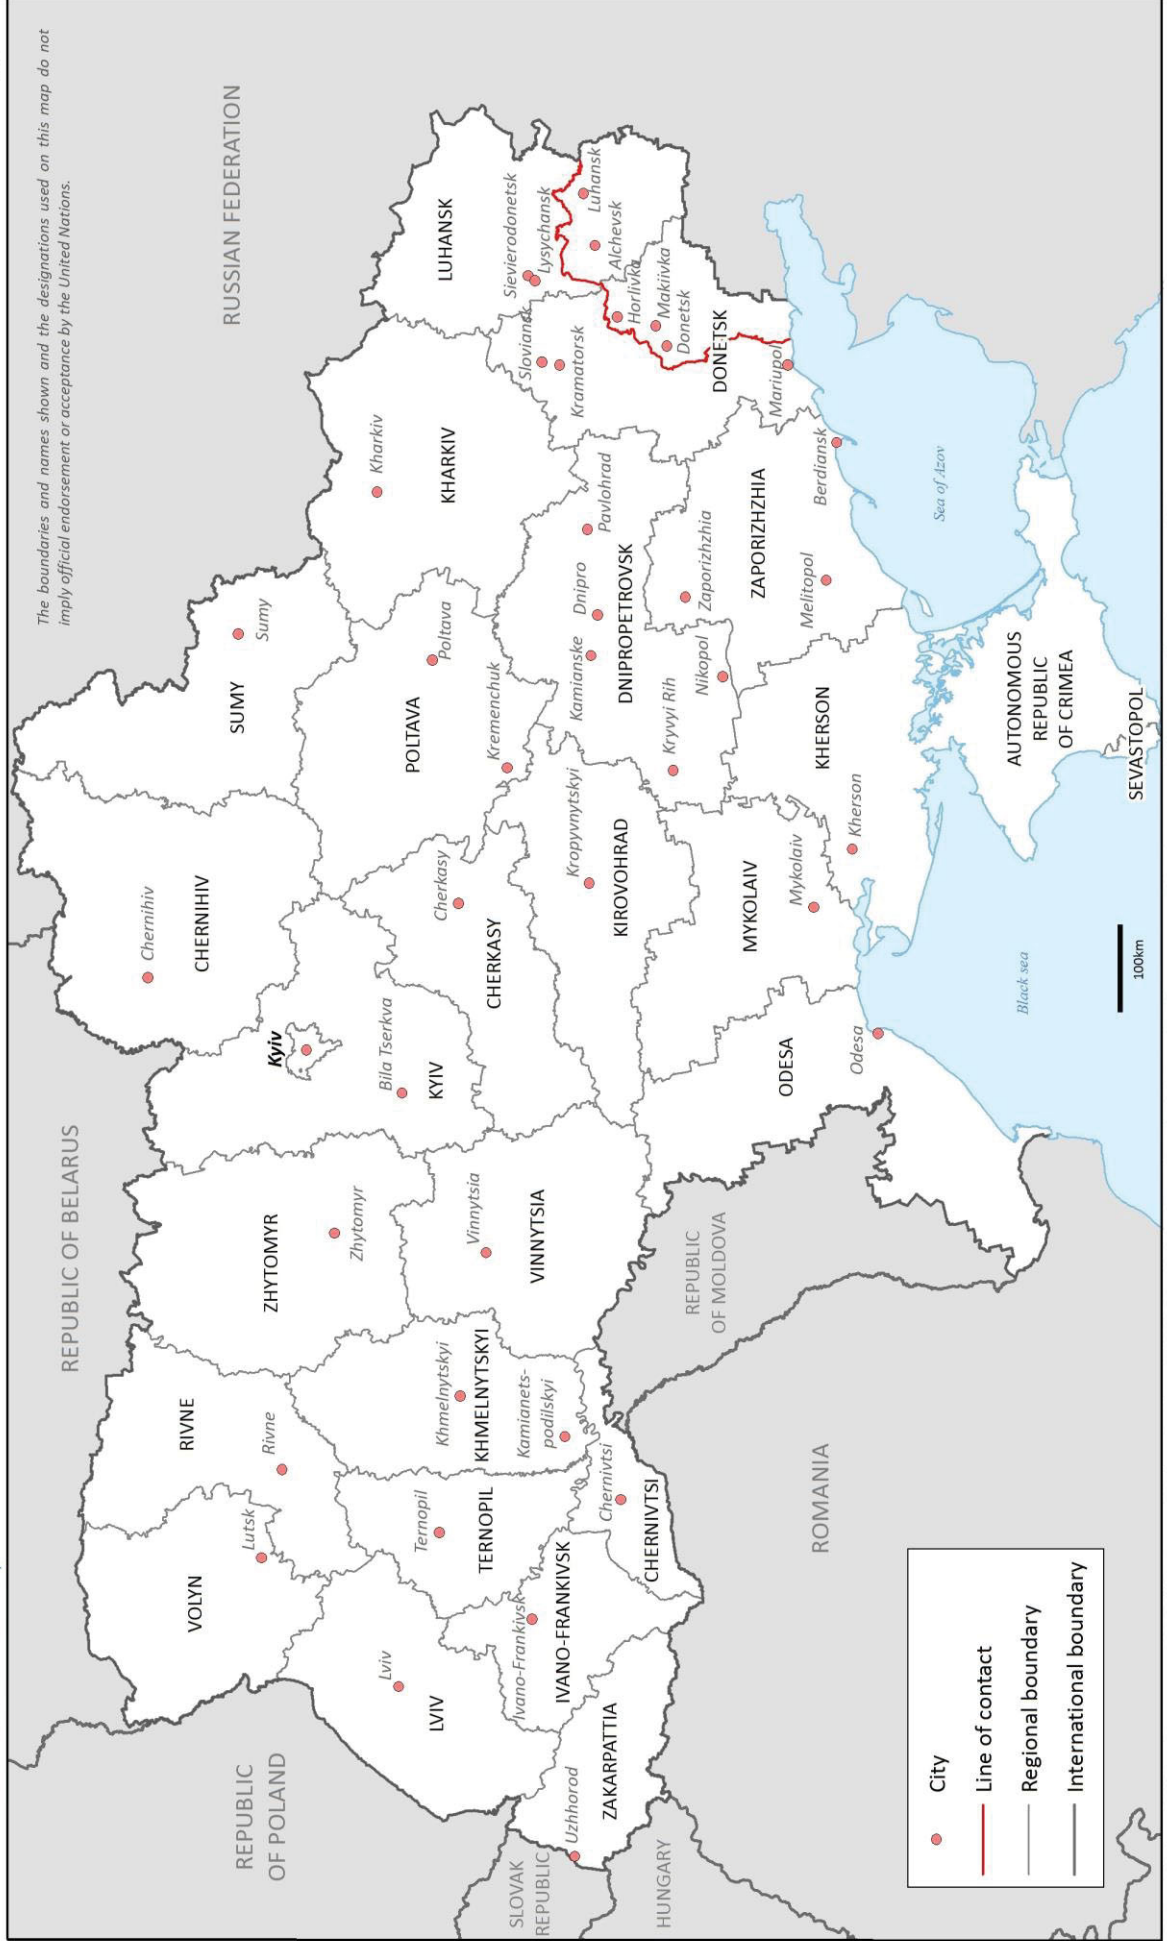 The boundaries and names shown and the designations used on this map do not
imply official endorsement or acceptance by the United Nations.
RUSSIAN FEDERATION
REPUBLIC OF BELARUS
REPUBLIC
OF POLAND
SLOVAK
REPUBLIC
HUNGARY
ROMANIA
REPUBLIC
OF MOLDOVA
VOLYN
Lutsk
RIVNE
Rivne
ZHYTOMYR
Zhytomyr
Kyiv
Bila Tserkva
KYIV
Chernihiv
CHERNIHIV
SUMY
Sumy
LVIV
Lviv
Ternopil
TERNOPIL
Khmelnytskyi
KHMELNYTSKYI
Kamianets-
podilskyi
Vinnytsia
VINNYTSIA
Cherkasy
CHERKASY
POLTAVA
Poltava
Kremenchuk
Kharkiv
KHARKIV
LUHANSK
Sievierodonetsk
Lysychansk
Luhansk
Alchevsk
Uzhhorod
ZAKARPATTIA
Ivano-Frankivsk
IVANO-FRANKIVSK
Chernivtsi
CHERNIVTSI
Kropyvnytskyi
KIROVOHRAD
Kamianske
Dnipro
Pavlohrad
DNIPROPETROVSK
Kryvyi Rih
Nikopol
Sloviansk
Kramatorsk
Horlivka
Makiivka
Donetsk
DONETSK
Mariupol
Zaporizhzhia
ZAPORIZHZHIA
Melitopol
Berdiansk
ODESA
Odesa
MYKOLAIV
Mykolaiv
KHERSON
Kherson
AUTONOMOUS
REPUBLIC
OF CRIMEA
SEVASTOPOL
Sea of Azov
Black sea
100km
City
Line of contact
Regional boundary
International boundary